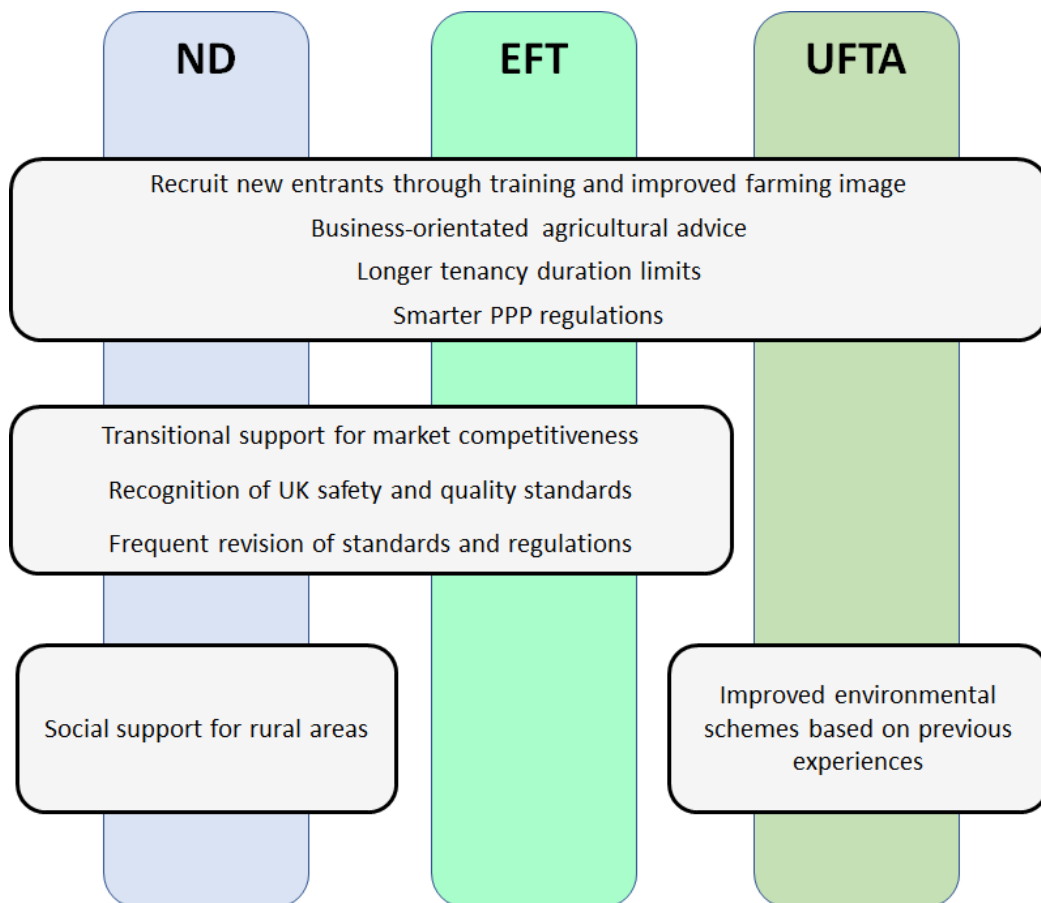 ND
EFT
UFTA
Recruit new entrants through training and improved farming image
Business-orientated agricultural advice
Longer tenancy duration limits
Smarter PPP regulations
Transitional support for market competitiveness
Recognition of UK safety and quality standards
Frequent revision of standards and regulations
Social support for rural areas
Improved environmental
schemes based on previous
experiences